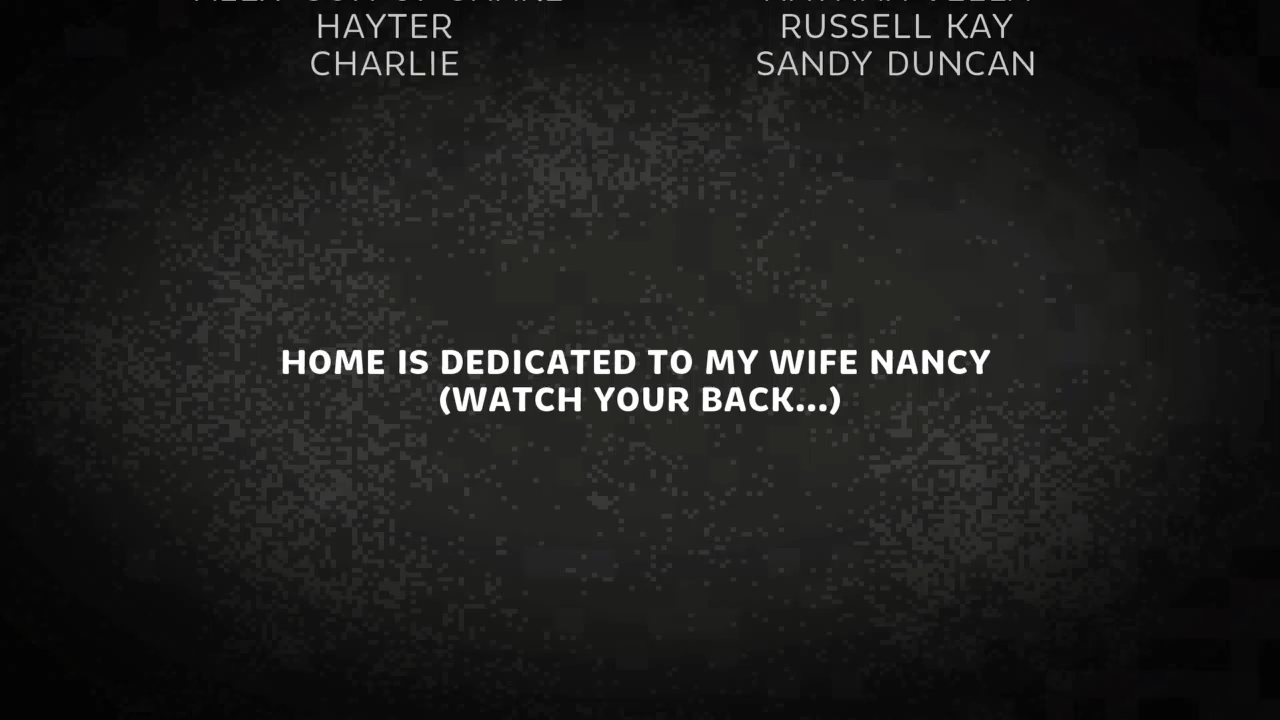 HAYTER RUSSELL KAY
CHARLIE SANDY DUNCAN
HOME IS DEDICATED TO MY WIFE NANCY
(WATCH YOUR BACK...)